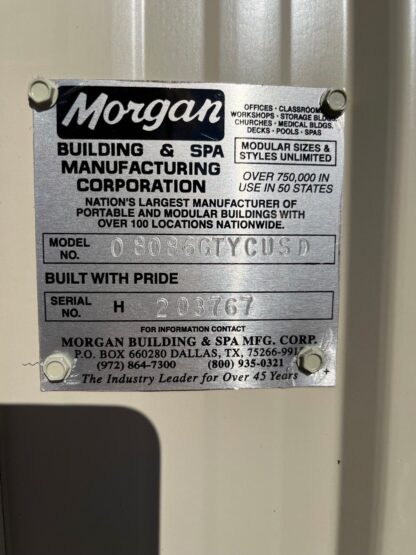 Morgan
OFFICES · CLASSROOMS
WORKSHOPS · STORAGE BLDGS.
CHURCHES · MEDICAL BLDGS.
DECKS · POOLS · SPAS
BUILDING & SPA
MANUFACTURING
CORPORATION
MODULAR SIZES &
STYLES UNLIMITED
OVER 750,000 IN
USE IN 50 STATES
NATION'S LARGEST MANUFACTURER OF
PORTABLE AND MODULAR BUILDINGS WITH
OVER 100 LOCATIONS NATIONWIDE.
MODEL NO.
BUILT WITH PRIDE
SERIAL NO. H 203767
FOR INFORMATION CONTACT
MORGAN BUILDING & SPA MFG. CORP.
P.O. BOX 660280 DALLAS, TX, 75266-991
(972) 864-7300 (800) 935-0321
The Industry Leader for Over 45 Years